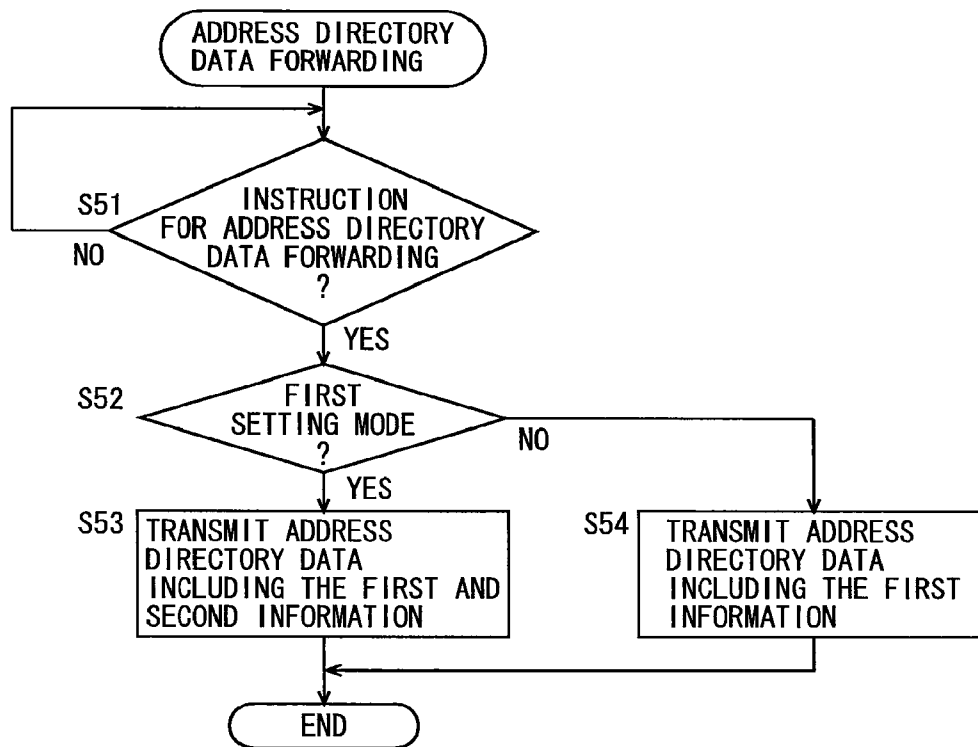 ADDRESS DIRECTORY
DATA FORWARDING
S51
INSTRUCTION
FOR ADDRESS DIRECTORY
DATA FORWARDING
?
NO
YES
S52
FIRST
SETTING MODE
?
NO
YES
S53
TRANSMIT ADDRESS
DIRECTORY DATA
INCLUDING THE FIRST AND
SECOND INFORMATION
S54
TRANSMIT ADDRESS
DIRECTORY DATA
INCLUDING THE FIRST
INFORMATION
END